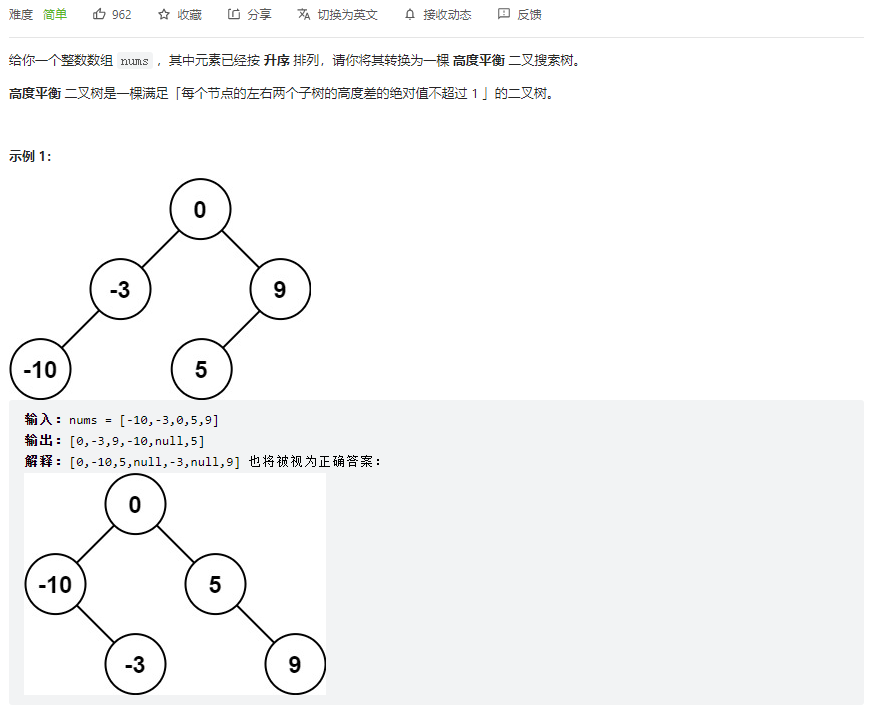 难度 简单 962 收藏 分享 切换为英文 接收动态 反馈
给你一个整数数组 nums ，其中元素已经按 升序 排列，请你将其转换为一棵 高度平衡 二叉搜索树。
高度平衡 二叉树是一棵满足「每个节点的左右两个子树的高度差的绝对值不超过 1 」的二叉树。
示例 1：
0
-3 9
-10 5
输入：nums = [-10,-3,0,5,9]
输出：[0,-3,9,-10,null,5]
解释：[0,-10,5,null,-3,null,9] 也将被视为正确答案：
0
-10 5
-3 9